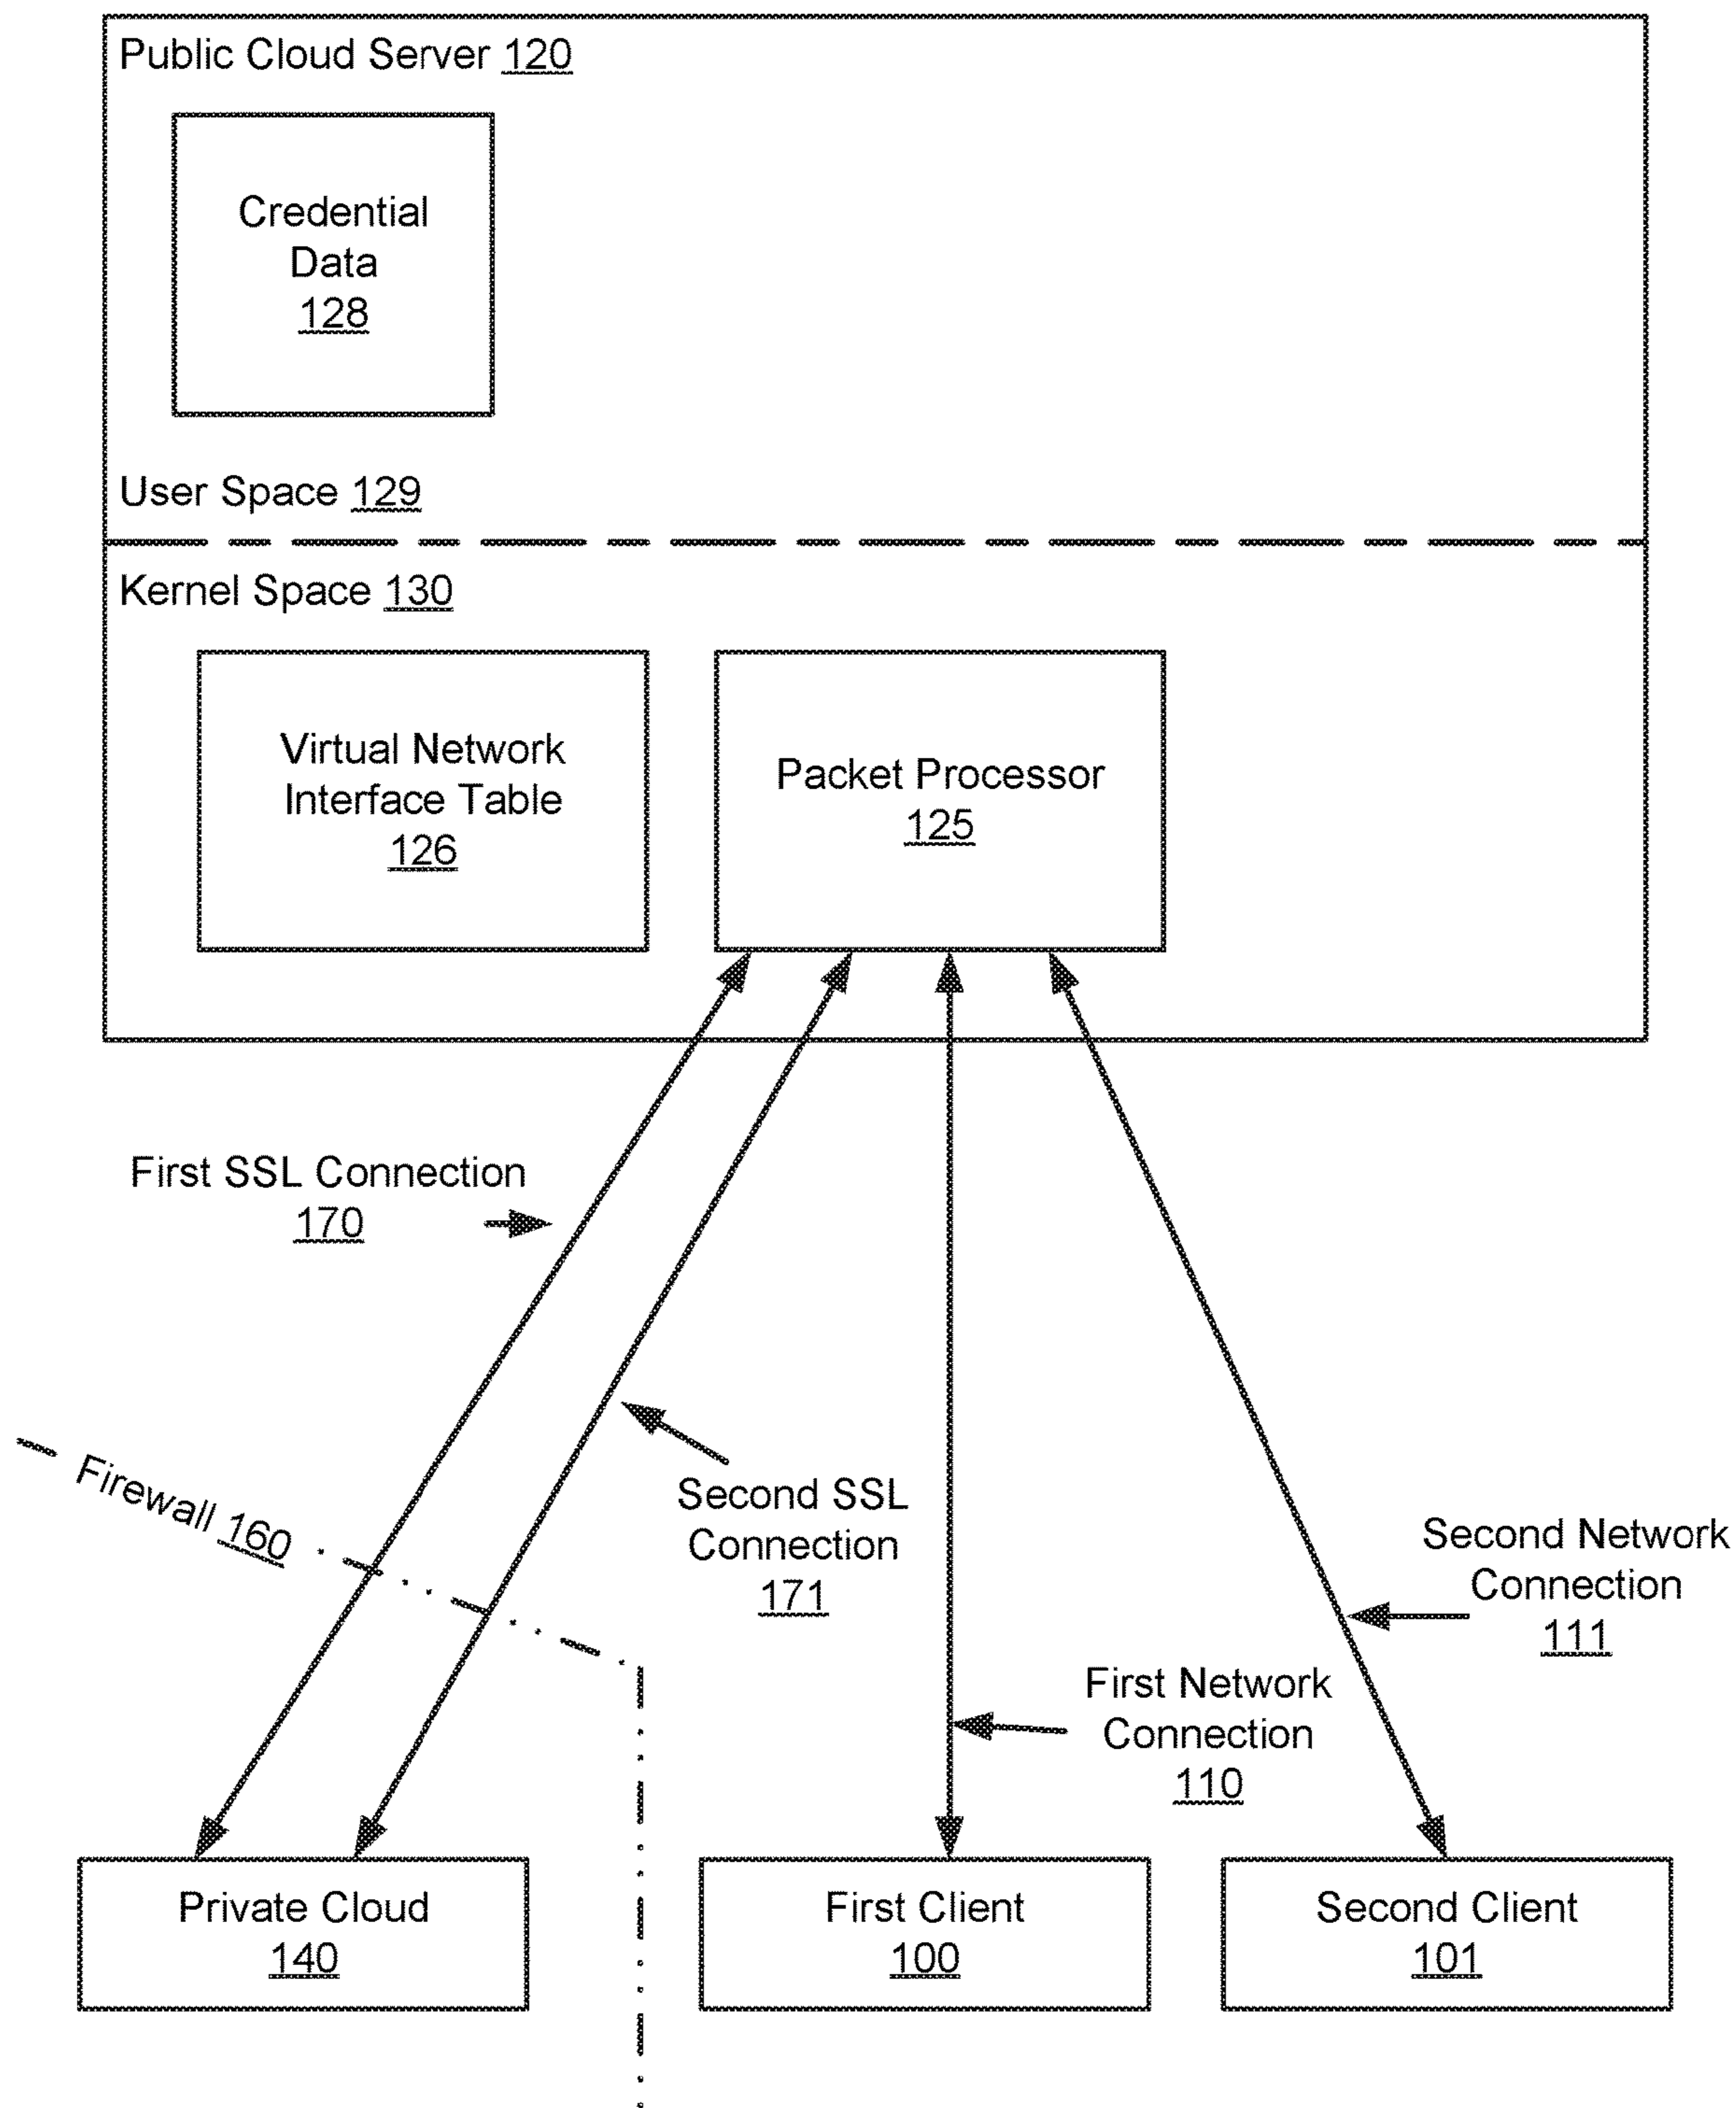 Public Cloud Server 120
Credential
Data
128
User Space 129
Kernel Space 130
Virtual Network
Interface Table
126
Packet Processor
125
First SSL Connection
170
Firewall 160
Second SSL
Connection
171
Second Network
Connection
111
First Network
Connection
110
Private Cloud
140
First Client
100
Second Client
101